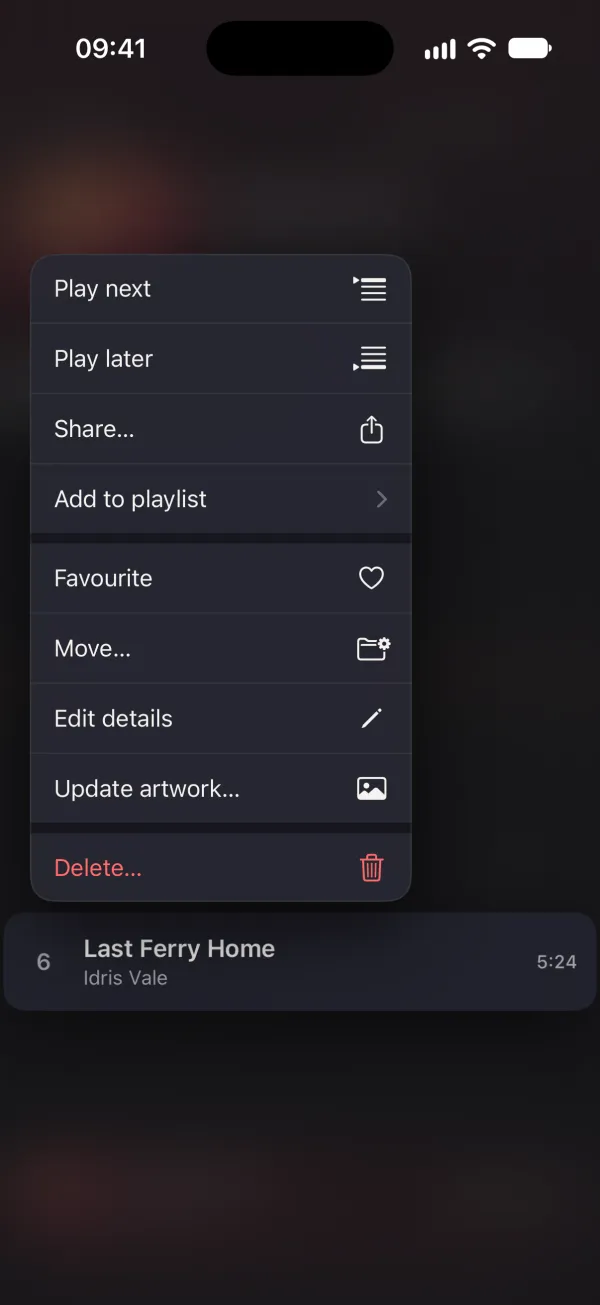 09:41
Play next
Play later
Share...
Add to playlist
Favourite
Move...
Edit details
Update artwork...
Delete...
6 Last Ferry Home 5:24
Idris Vale